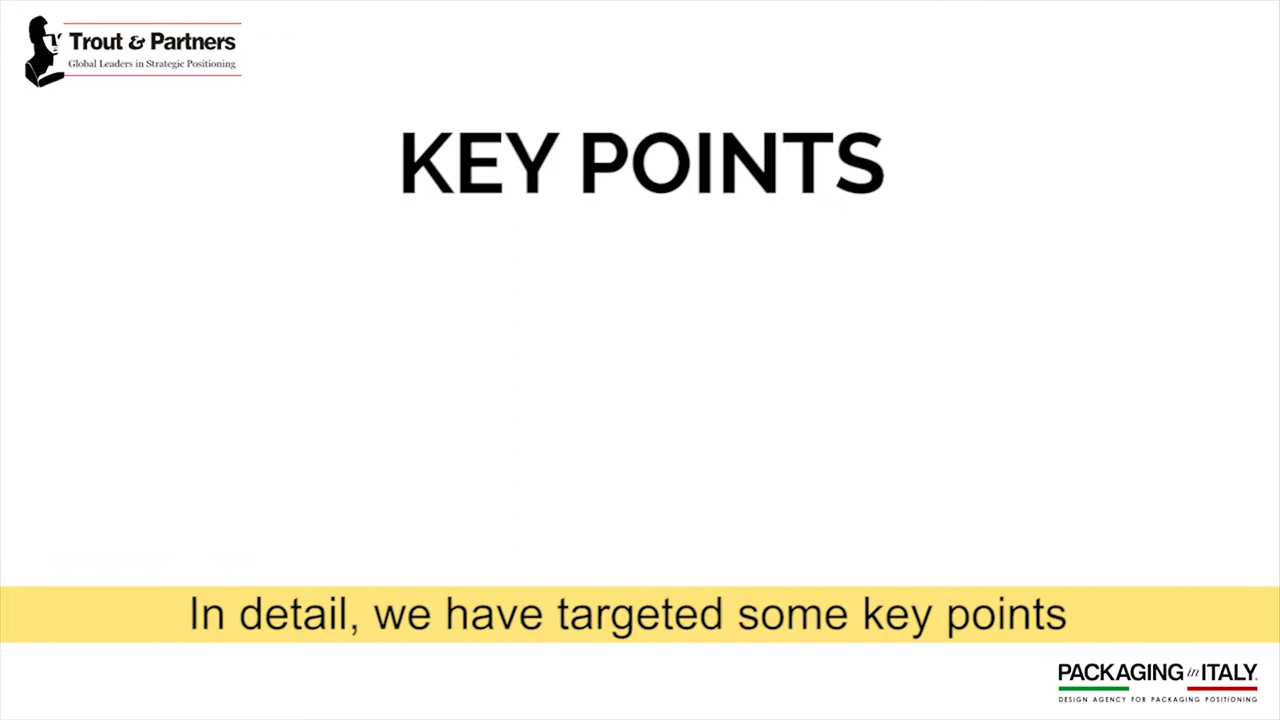 Trout & Partners
Global Leaders in Strategic Positioning
KEY POINTS
In detail, we have targeted some key points
PACKAGING in ITALY
DESIGN AGENCY FOR PACKAGING POSITIONING